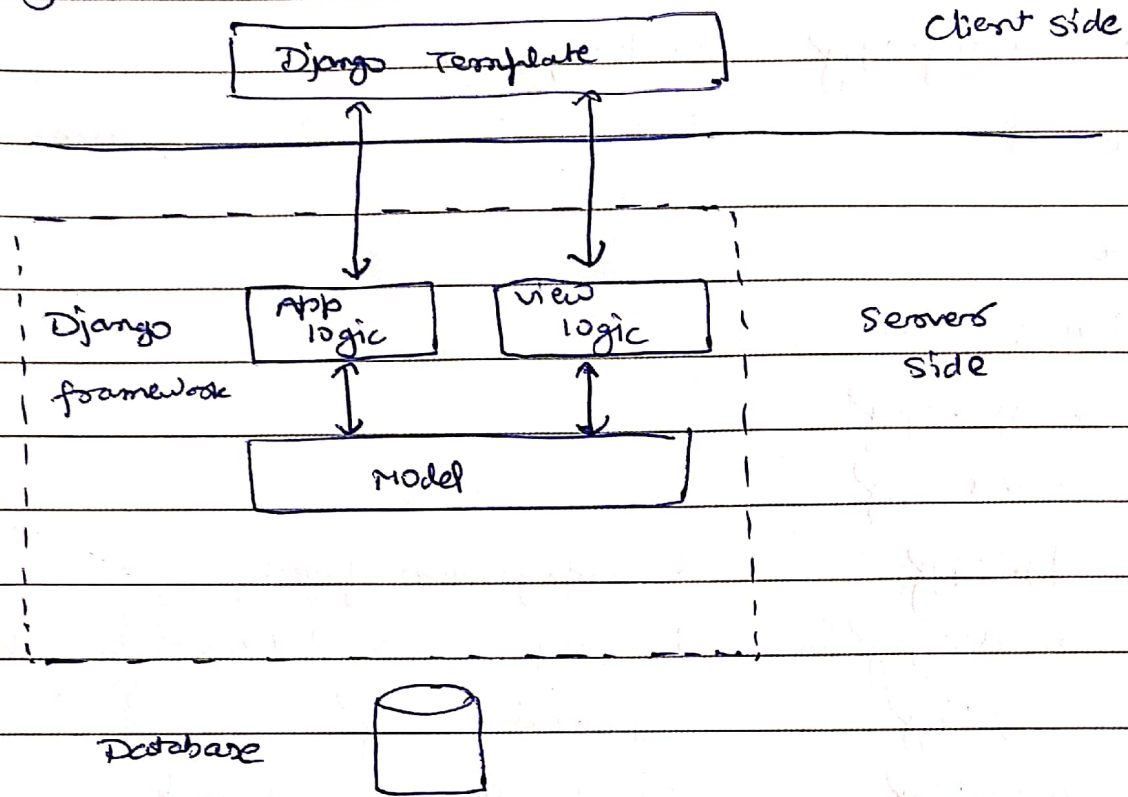 Client side
Django Template
Django
framework
App
logic
view
logic
Server
side
Model
Database